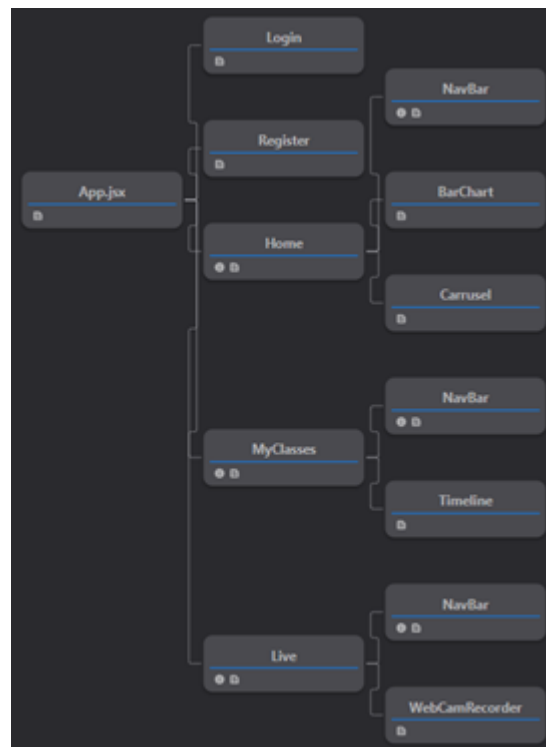 App.jsx
Login
Register
Home
NavBar
BarChart
Carrusel
MyClasses
NavBar
Timeline
Live
NavBar
WebCamRecorder